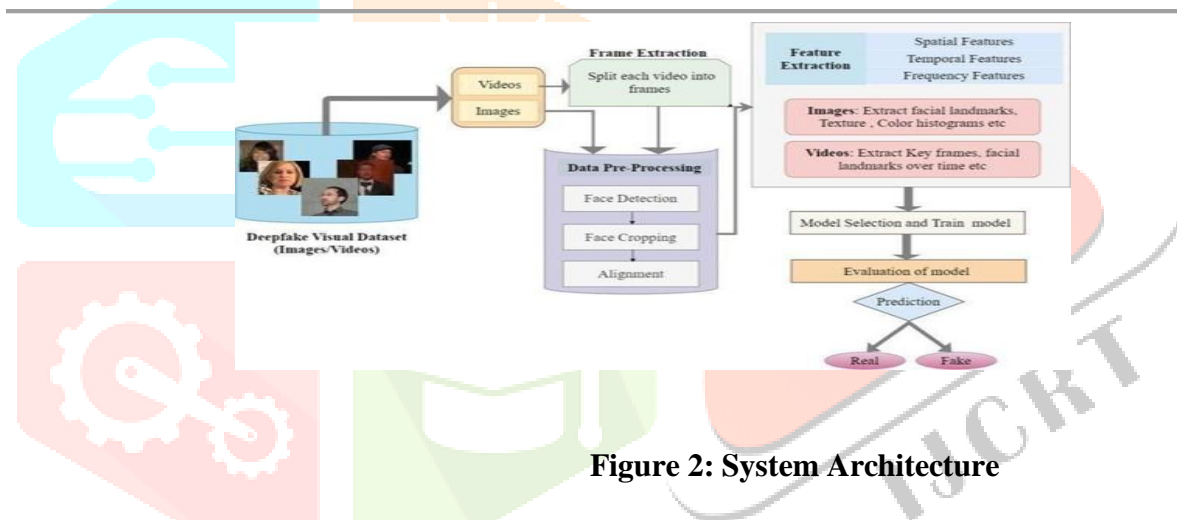 Frame Extraction
Split each video into
frames
Videos
Images
Deepfake Visual Dataset
(Images/Videos)
Data Pre-Processing
Face Detection
Face Cropping
Alignment
Feature
Extraction
Spatial Features
Temporal Features
Frequency Features
Images: Extract facial landmarks,
Texture , Color histograms etc
Videos: Extract Key frames, facial
landmarks over time etc
Model Selection and Train model
Evaluation of model
Prediction
Real
Fake
IJCRT
Figure 2: System Architecture